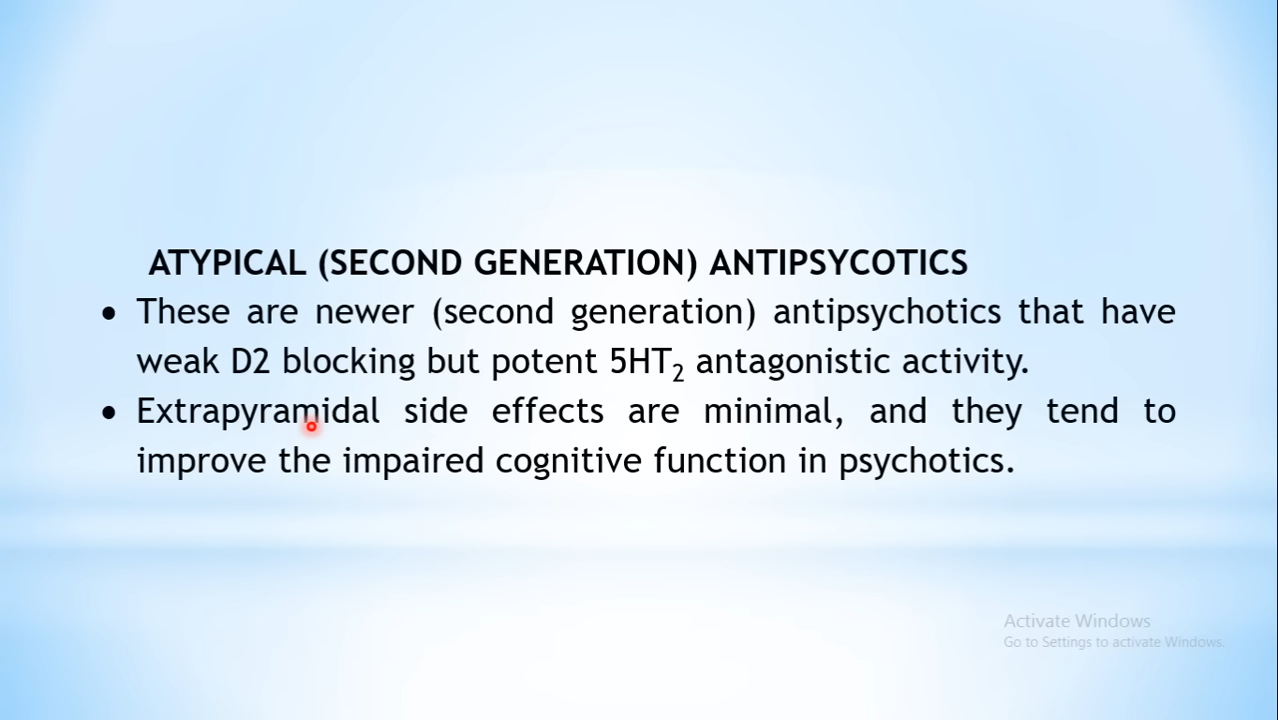 ATYPICAL (SECOND GENERATION) ANTIPSYCOTICS
• These are newer (second generation) antipsychotics that have
weak D2 blocking but potent 5HT₂ antagonistic activity.
• Extrapyramidal side effects are minimal, and they tend to
improve the impaired cognitive function in psychotics.
Activate Windows
Go to Settings to activate Windows.